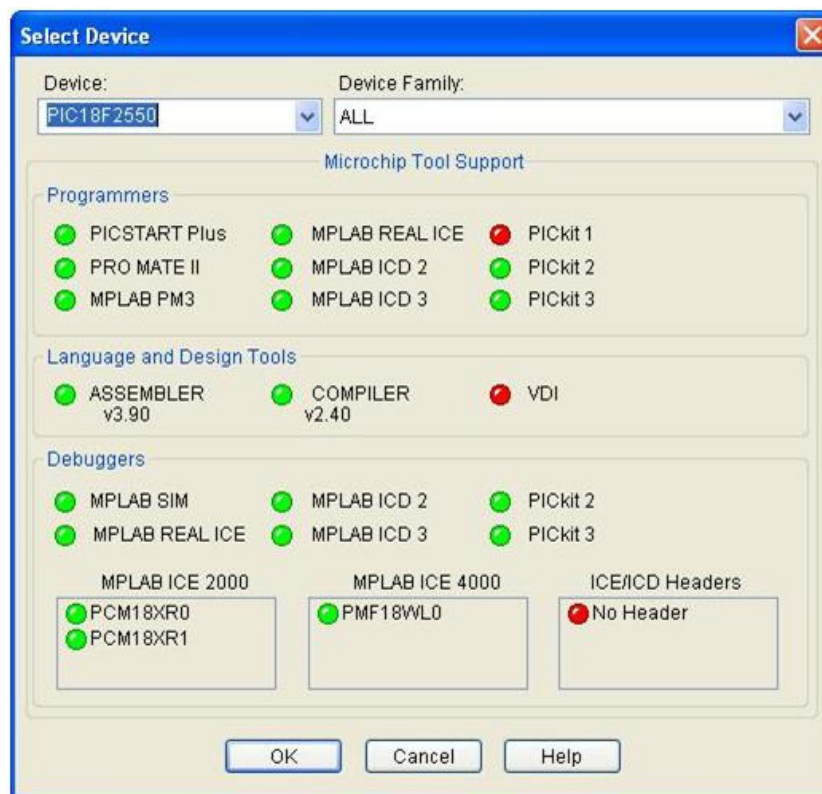 Select Device
Device: Device Family:
PIC18F2550 ALL
Microchip Tool Support
Programmers
PICSTART Plus MPLAB REAL ICE PICkit 1
PRO MATE II MPLAB ICD 2 PICkit 2
MPLAB PM3 MPLAB ICD 3 PICkit 3
Language and Design Tools
ASSEMBLER COMPILER VDI
v3.90 v2.40
Debuggers
MPLAB SIM MPLAB ICD 2 PICkit 2
MPLAB REAL ICE MPLAB ICD 3 PICkit 3
MPLAB ICE 2000 MPLAB ICE 4000 ICE/ICD Headers
PCM18XR0 PMF18WL0 No Header
PCM18XR1
OK Cancel Help